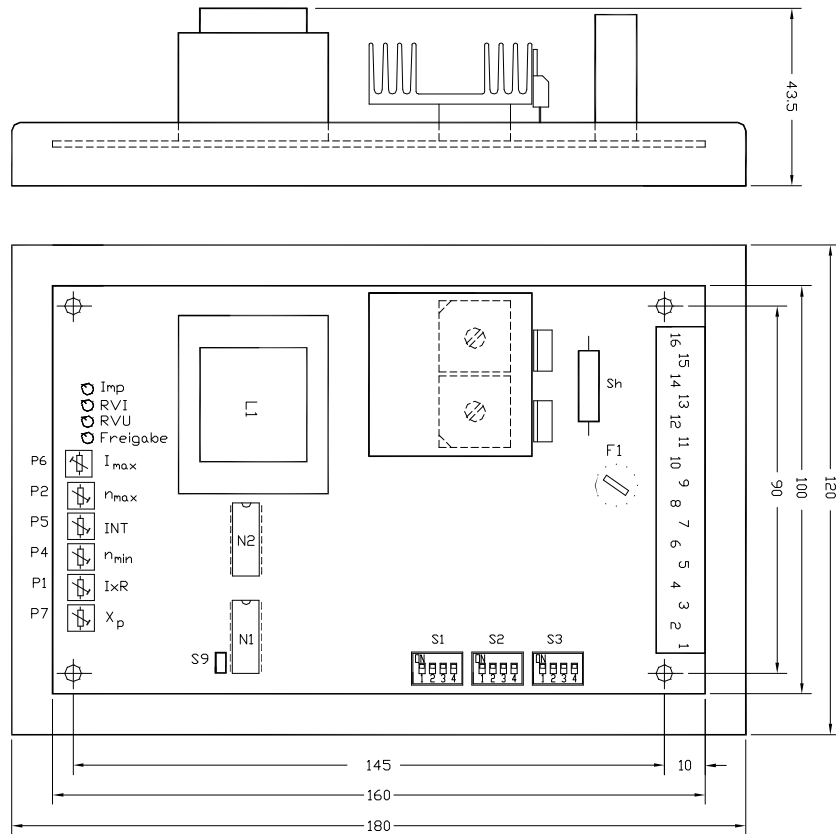 43.5
Imp
RVI
RVU
Freigabe
P6 Imax
P2 nmax
P5 INT
P4 nmin
P1 IxR
P7 Xp
L1
N2
N1
S9
Sh
F1
16
15
14
13
12
11
10
9
8
7
6
5
4
3
2
1
S1 S2 S3
ON ON ON
1 2 3 4 1 2 3 4 1 2 3 4
90
100
120
145 10
160
180